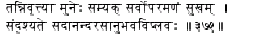 तन्निवृत्त्या मुनेः सम्यक् सर्वोपरमणं सुखम् ।
संदृश्यते सदानन्दरसानुभवविप्लवः ॥ ३७९॥